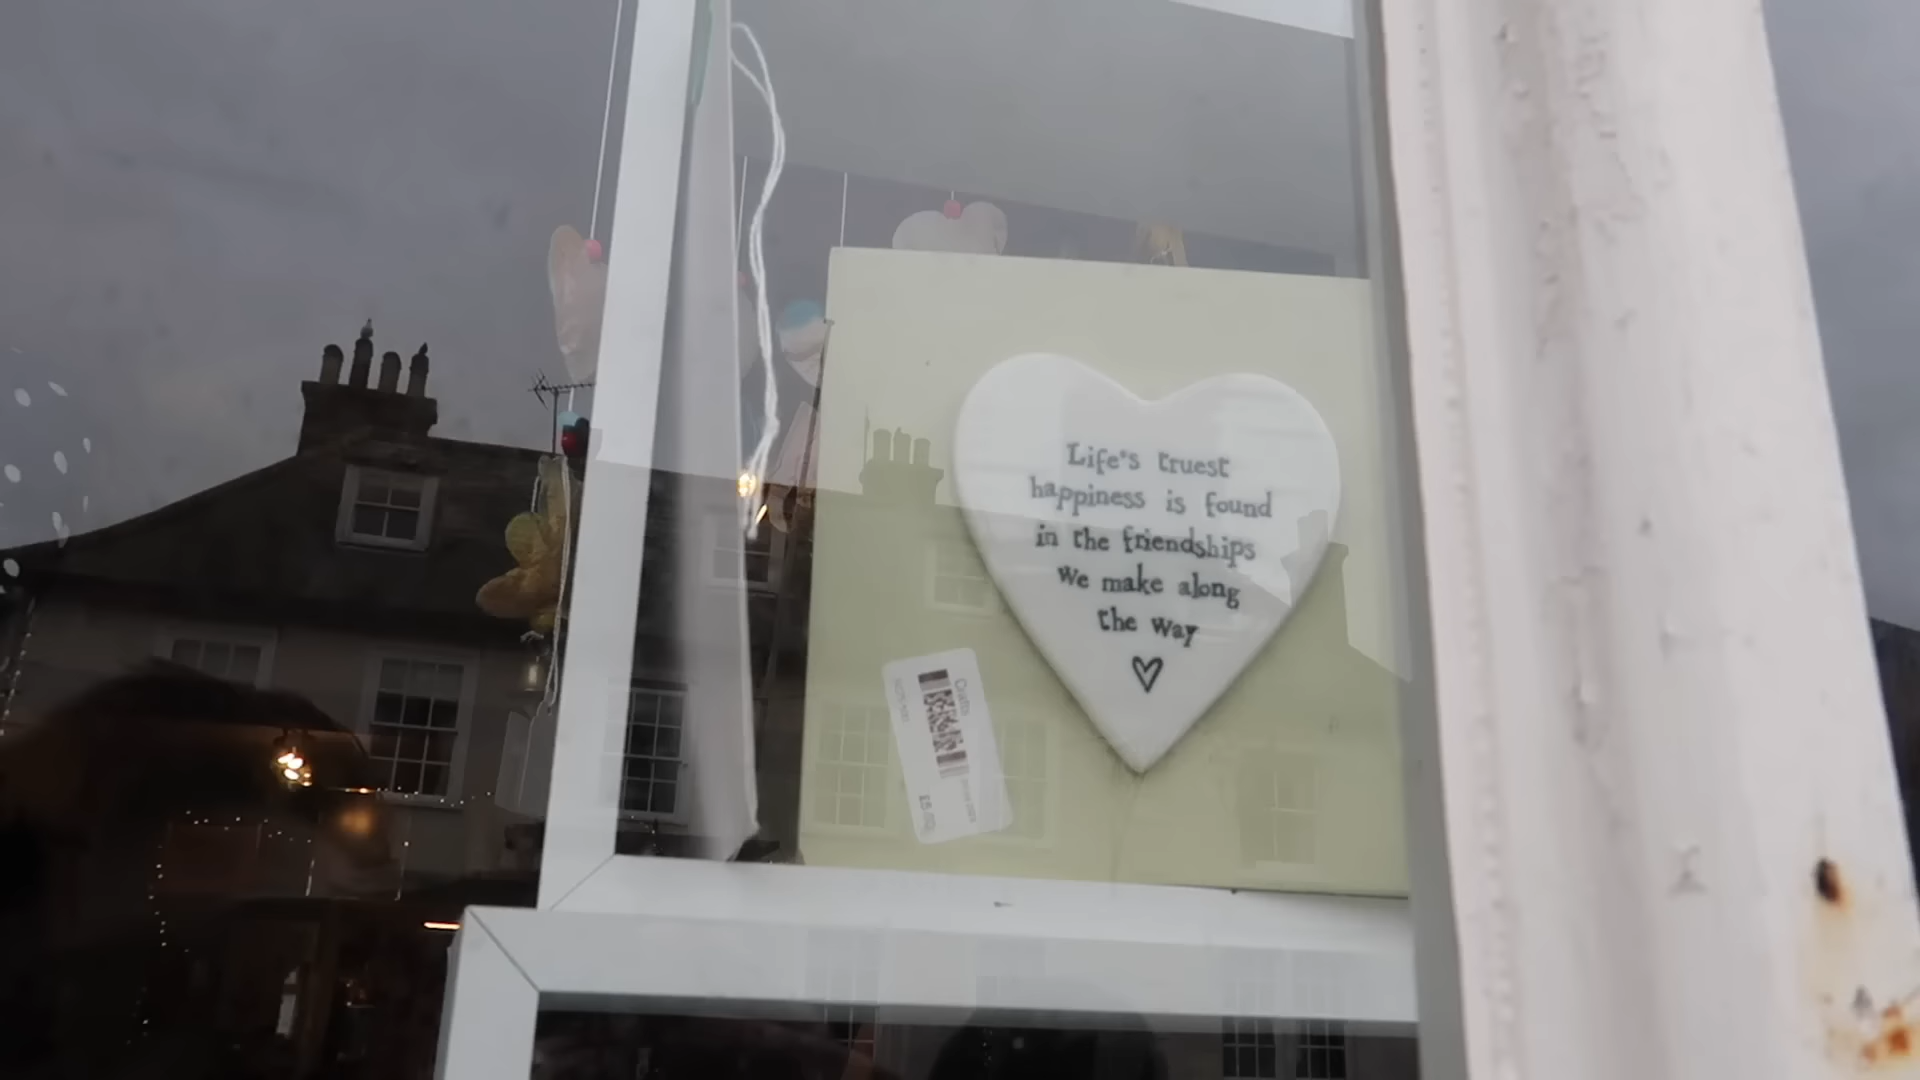 Life's truest
happiness is found
in the friendships
we make along
the way